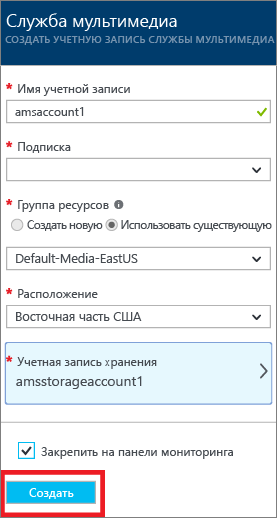 Служба мультимедиа
СОЗДАТЬ УЧЕТНУЮ ЗАПИСЬ СЛУЖБЫ МУЛЬТИМЕДИА
* Имя учетной записи
amsaccount1
* Подписка
* Группа ресурсов
Создать новую Использовать существующую
Default-Media-EastUS
* Расположение
Восточная часть США
* Учетная запись хранения
amsstorageaccount1
Закрепить на панели мониторинга
Создать